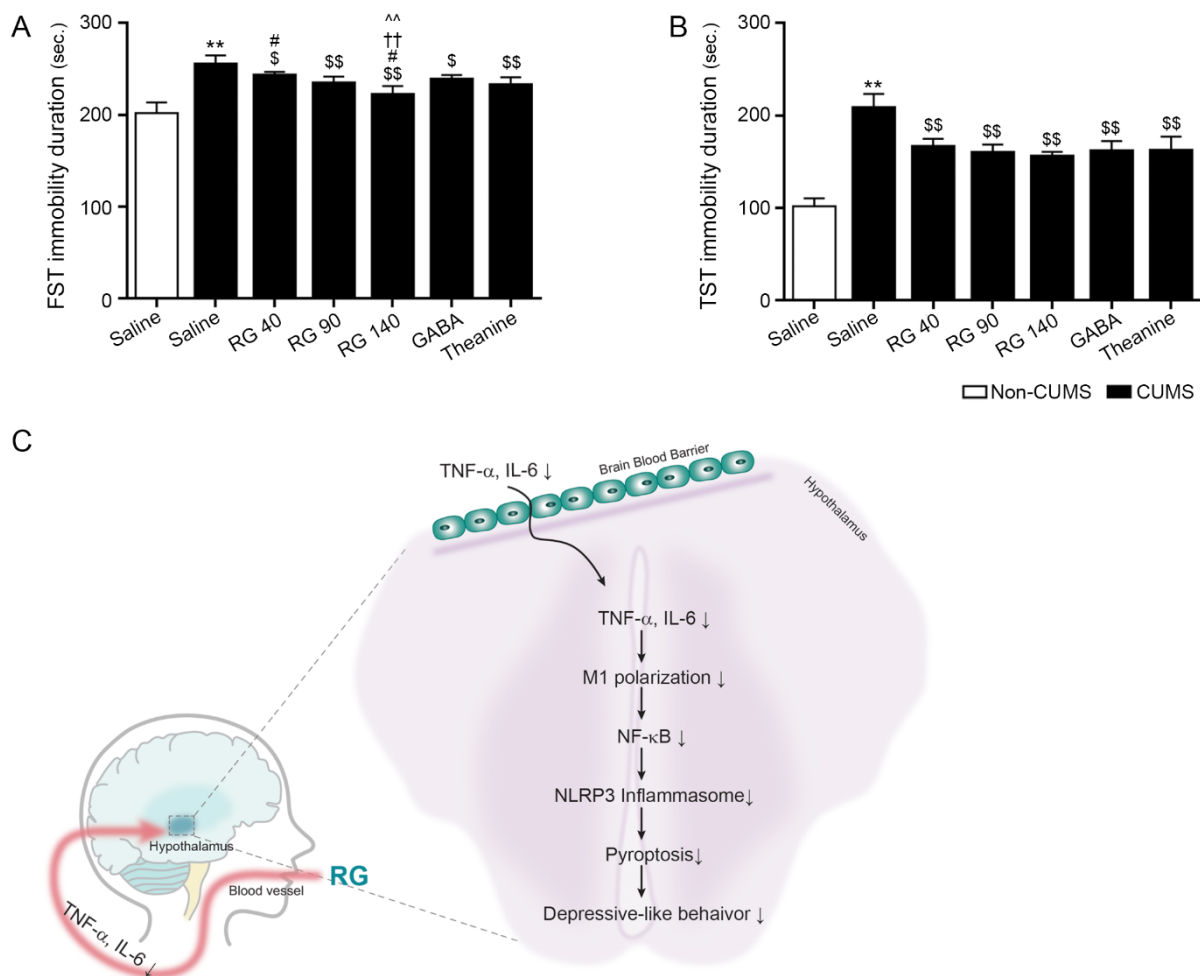 A
FST immobility duration (sec.)
300
200
100
0
**
#
$
$$
^^
††
#
$$
$
$$
Saline
Saline
RG 40
RG 90
RG 140
GABA
Theanine
B
TST immobility duration (sec.)
300
200
100
0
**
$$
$$
$$
$$
$$
Saline
Saline
RG 40
RG 90
RG 140
GABA
Theanine
Non-CUMS CUMS
C
TNF-α, IL-6 ↓
Brain Blood Barrier
Hypothalamus
TNF-α, IL-6 ↓
M1 polarization ↓
NF-κB ↓
NLRP3 Inflammasome↓
Pyroptosis↓
Depressive-like behaivor ↓
Hypothalamus
RG
Blood vessel
TNF-α, IL-6 ↓